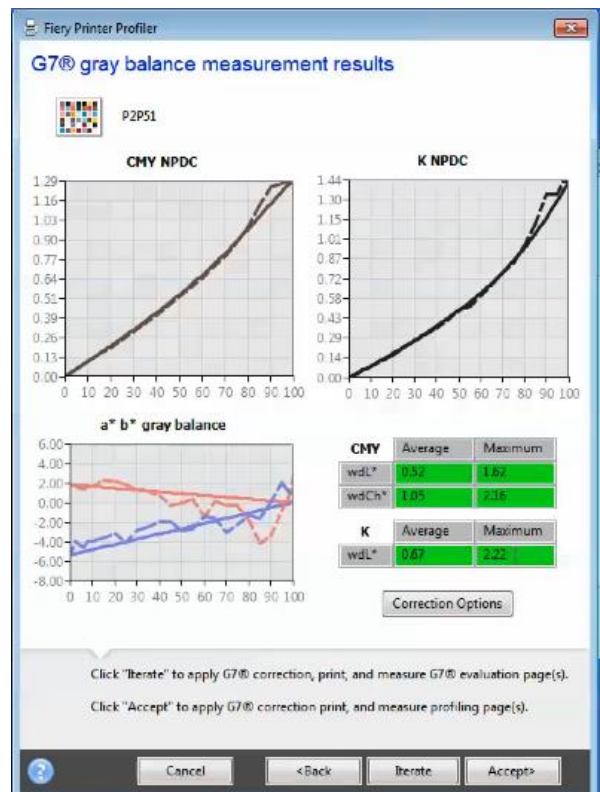 Fiery Printer Profiler
G7® gray balance measurement results
P2P51
CMY NPDC
1.29
1.16
1.03
0.90
0.77
0.64
0.51
0.39
0.26
0.13
0.00
0 10 20 30 40 50 60 70 80 90 100
K NPDC
1.44
1.30
1.15
1.01
0.87
0.72
0.58
0.43
0.29
0.14
0.00
0 10 20 30 40 50 60 70 80 90 100
a* b* gray balance
6.00
4.00
2.00
0.00
-2.00
-4.00
-6.00
-8.00
0 10 20 30 40 50 60 70 80 90 100
CMY Average Maximum
wdL* 0.52 1.62
wdCh* 1.05 2.16
K Average Maximum
wdL* 0.67 2.22
Correction Options
Click "Iterate" to apply G7® correction, print, and measure G7® evaluation page(s).
Click "Accept" to apply G7® correction print, and measure profiling page(s).
? Cancel <Back Iterate Accept>